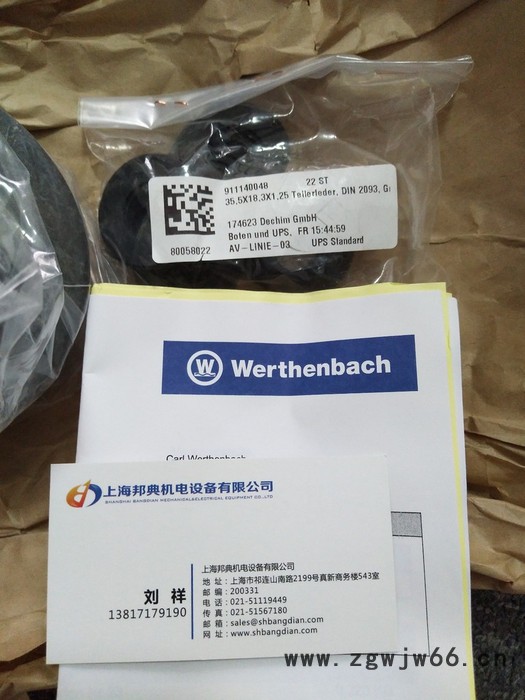 911140048 22 ST
35,5X18,3X1,25 Tellerfeder, DIN 2093, Gr
174623 Dechim GmbH
Boten und UPS, FR 15:44:59
80058022 AV-LINIE-03 UPS Standard
W Werthenbach
Carl Werthenbach
上海邦典机电设备有限公司
SHANGHAI BANGDIAN MECHANICAL&ELECTRICAL EQUIPMENT CO.,LTD
刘 祥
13817179190
上海邦典机电设备有限公司
地 址:上海市祁连山南路2199号真新商务楼543室
邮 编:200331
电 话:021-51119449
传 真:021-51567180
邮 箱:sales@shbangdian.com
网 址:www.shbangdian.com
www.zgwjw66.cn